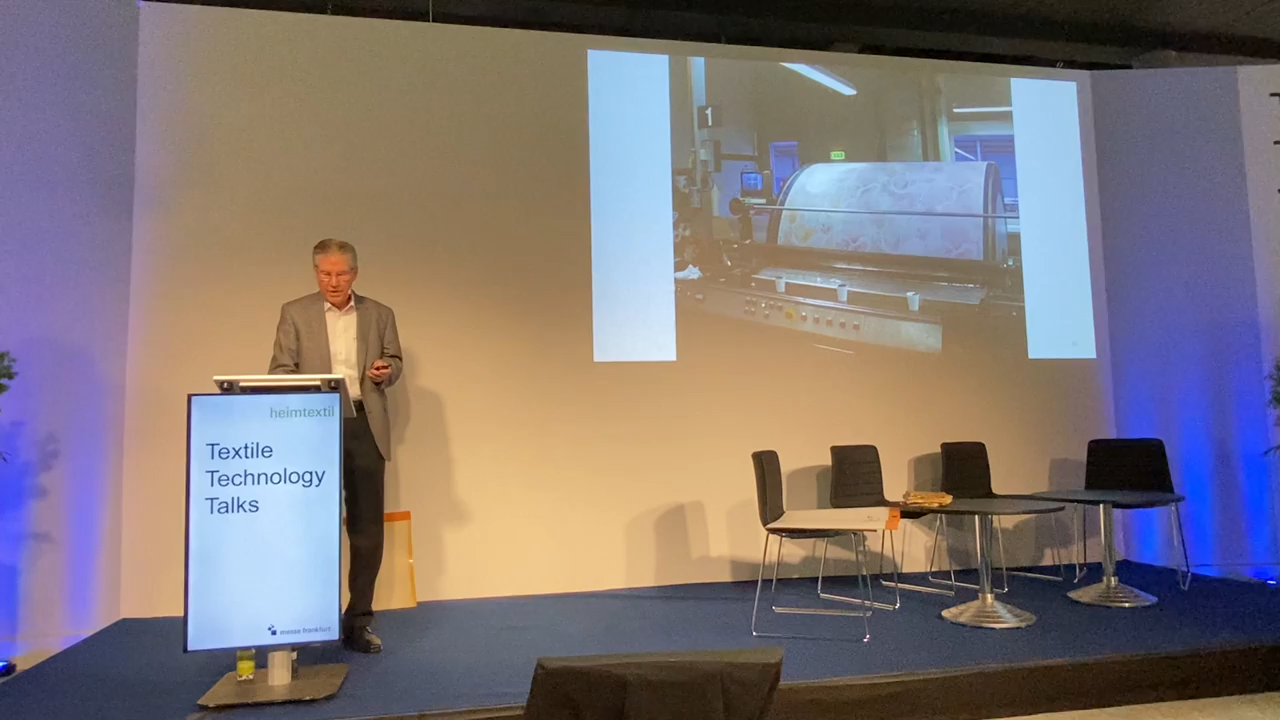 heimtextil
Textile
Technology
Talks
messe frankfurt
1